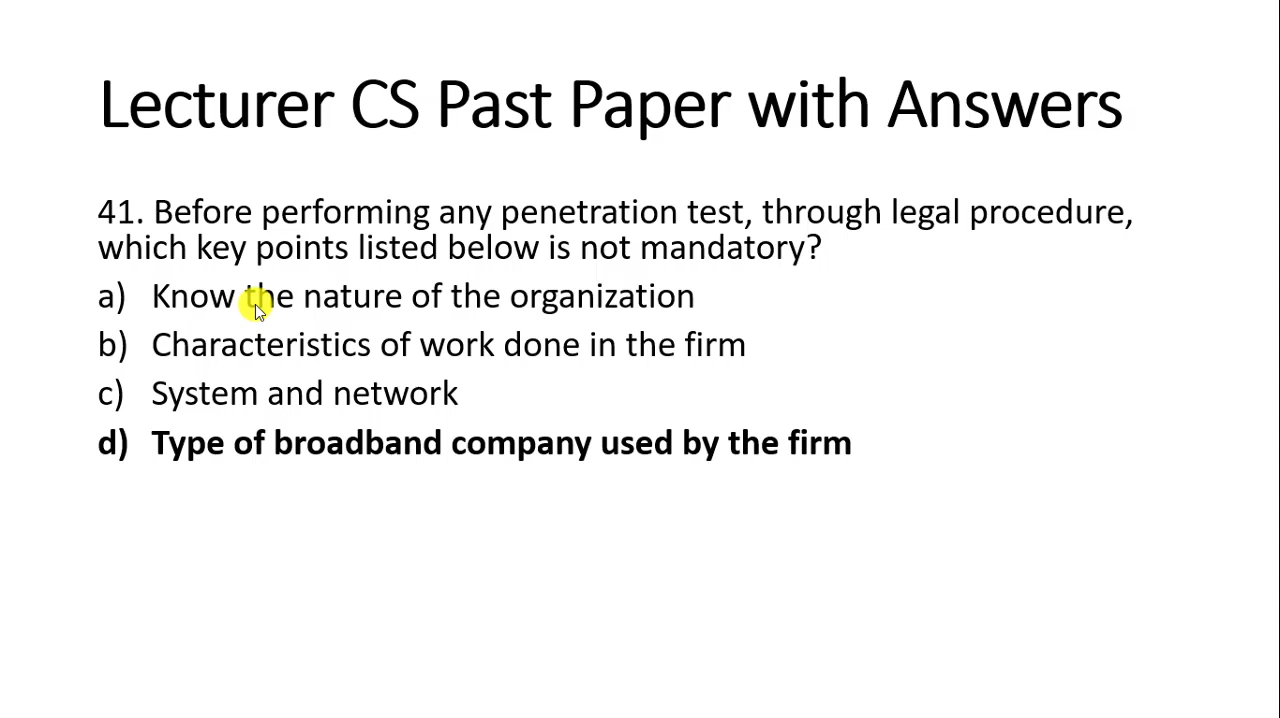 Lecturer CS Past Paper with Answers
41. Before performing any penetration test, through legal procedure,
which key points listed below is not mandatory?
a) Know the nature of the organization
b) Characteristics of work done in the firm
c) System and network
d) Type of broadband company used by the firm